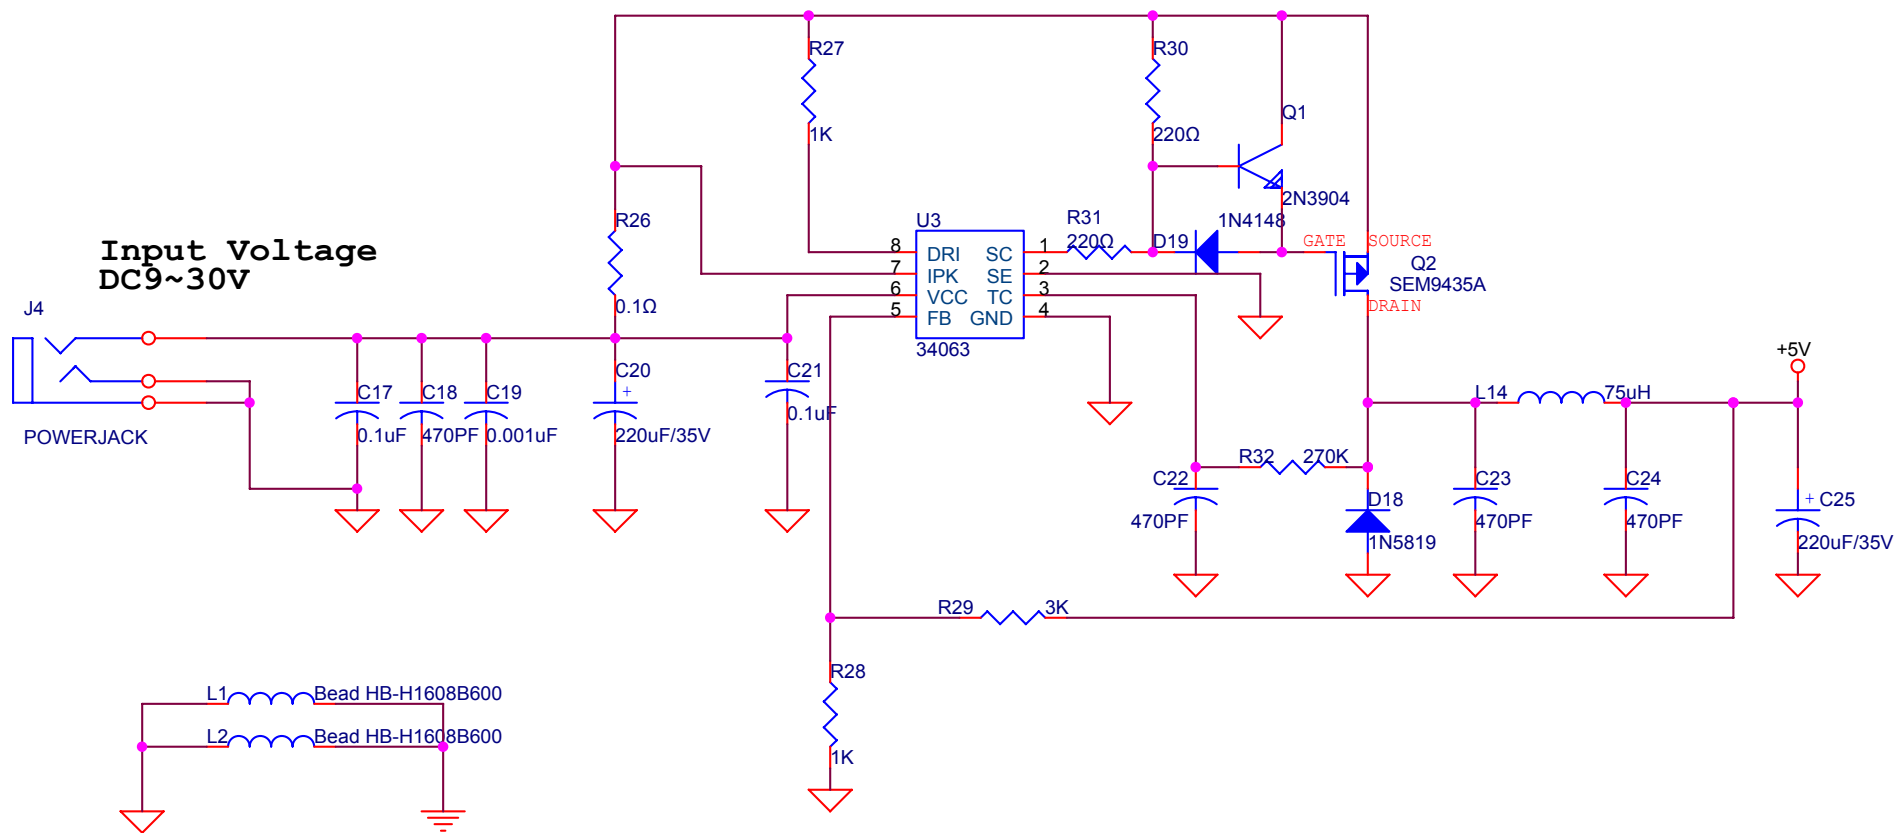 R27
1K
R30
220Ω
Q1
2N3904
R26
0.1Ω
Input Voltage
DC9~30V
J4
POWERJACK
U3
8 DRI SC 1
7 IPK SE 2
6 VCC TC 3
5 FB GND 4
34063
R31
220Ω
D19
1N4148
GATE
SOURCE
Q2
SEM9435A
DRAIN
C17
0.1uF
C18
470PF
C19
0.001uF
C20
+
220uF/35V
C21
0.1uF
+5V
L14 75uH
R32 270K
C22
470PF
D18
1N5819
C23
470PF
C24
470PF
+ C25
220uF/35V
R29 3K
R28
1K
L1 Bead HB-H1608B600
L2 Bead HB-H1608B600